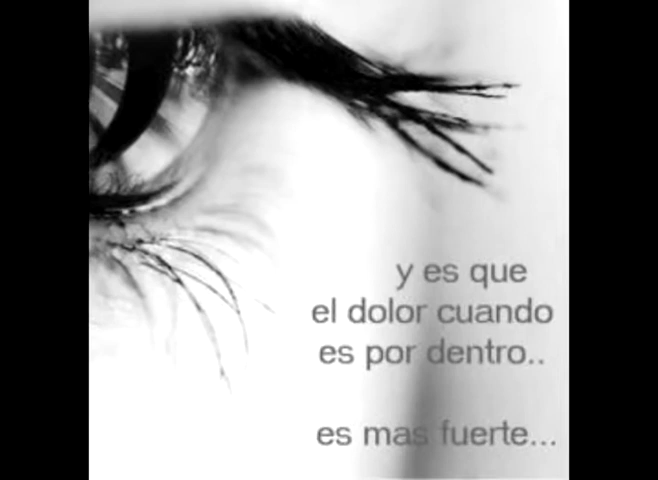 y es que
el dolor cuando
es por dentro..
es mas fuerte...